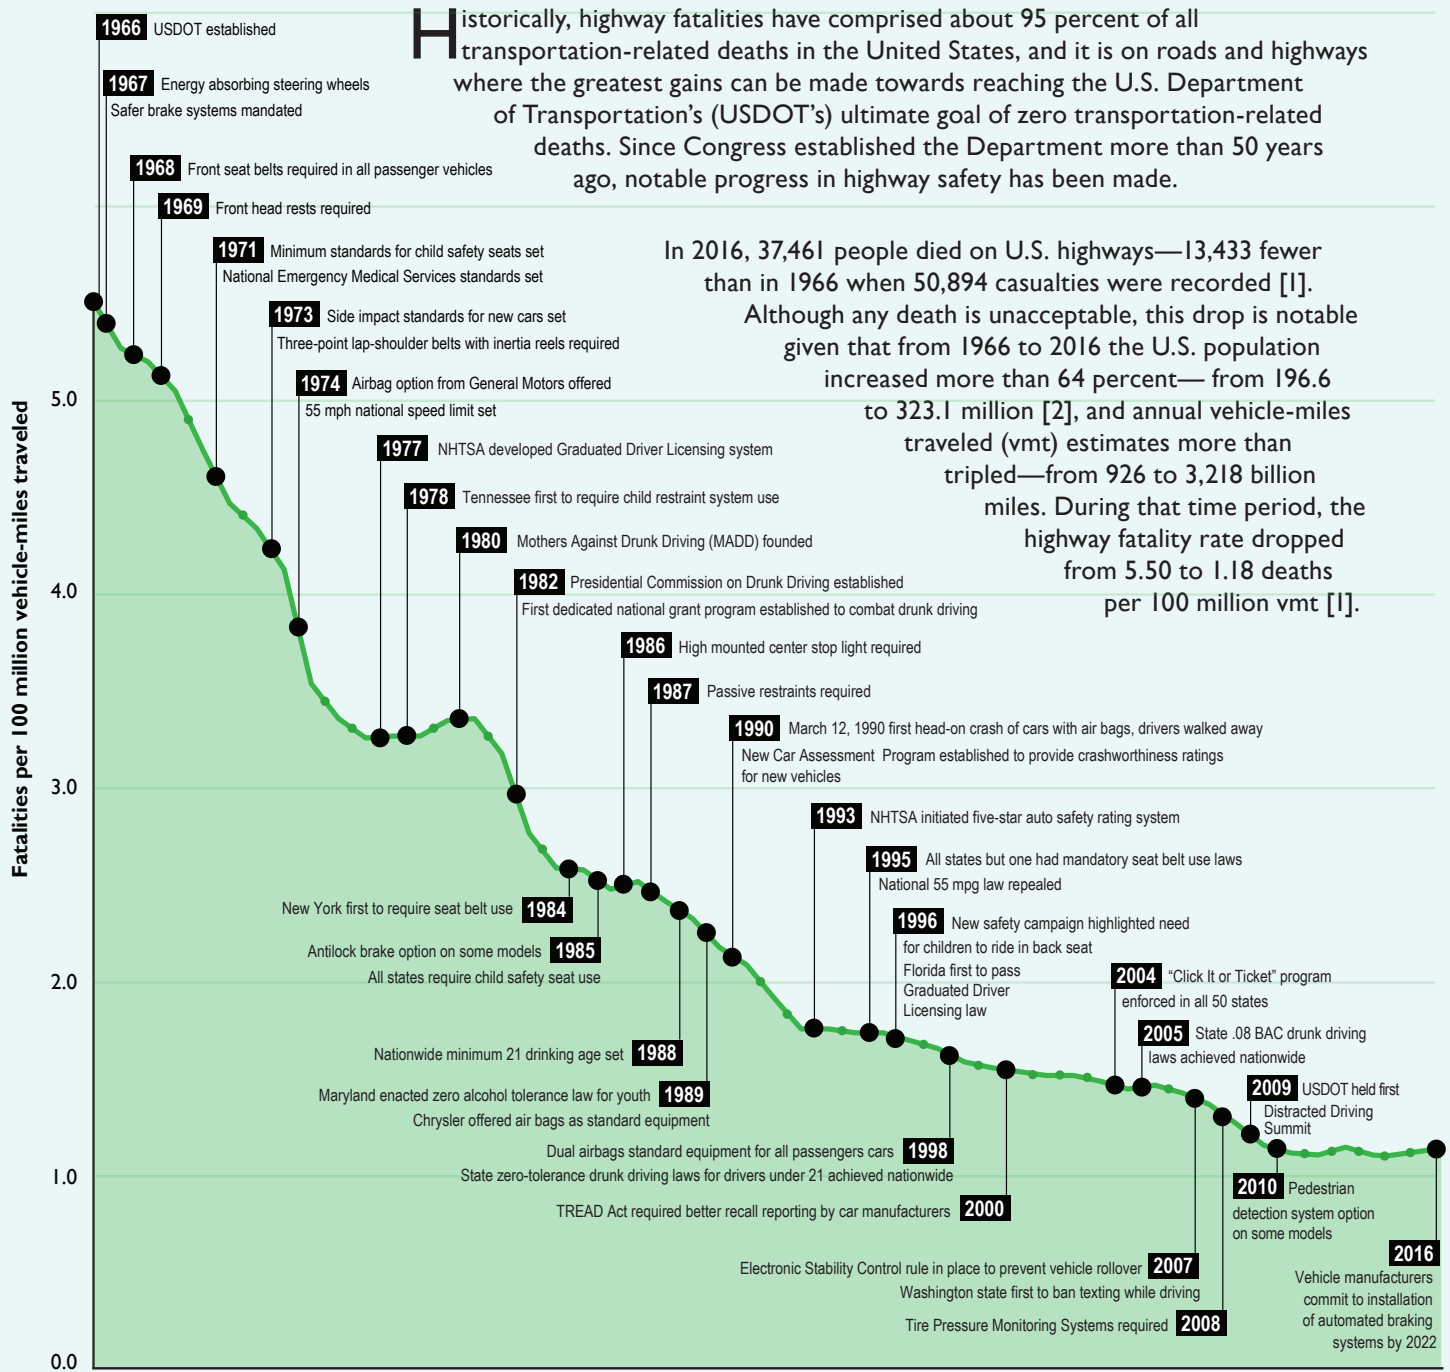 Historically, highway fatalities have comprised about 95 percent of all
transportation-related deaths in the United States, and it is on roads and highways
where the greatest gains can be made towards reaching the U.S. Department
of Transportation’s (USDOT’s) ultimate goal of zero transportation-related
deaths. Since Congress established the Department more than 50 years
ago, notable progress in highway safety has been made.
In 2016, 37,461 people died on U.S. highways—13,433 fewer
than in 1966 when 50,894 casualties were recorded [1].
Although any death is unacceptable, this drop is notable
given that from 1966 to 2016 the U.S. population
increased more than 64 percent— from 196.6
to 323.1 million [2], and annual vehicle-miles
traveled (vmt) estimates more than
tripled—from 926 to 3,218 billion
miles. During that time period, the
highway fatality rate dropped
from 5.50 to 1.18 deaths
per 100 million vmt [1].
Fatalities per 100 million vehicle-miles traveled
5.0
4.0
3.0
2.0
1.0
0.0
1966 USDOT established
1967 Energy absorbing steering wheels
Safer brake systems mandated
1968 Front seat belts required in all passenger vehicles
1969 Front head rests required
1971 Minimum standards for child safety seats set
National Emergency Medical Services standards set
1973 Side impact standards for new cars set
Three-point lap-shoulder belts with inertia reels required
1974 Airbag option from General Motors offered
55 mph national speed limit set
1977 NHTSA developed Graduated Driver Licensing system
1978 Tennessee first to require child restraint system use
1980 Mothers Against Drunk Driving (MADD) founded
1982 Presidential Commission on Drunk Driving established
First dedicated national grant program established to combat drunk driving
New York first to require seat belt use 1984
Antilock brake option on some models 1985
All states require child safety seat use
1986 High mounted center stop light required
1987 Passive restraints required
Nationwide minimum 21 drinking age set 1988
Maryland enacted zero alcohol tolerance law for youth 1989
Chrysler offered air bags as standard equipment
1990 March 12, 1990 first head-on crash of cars with air bags, drivers walked away
New Car Assessment Program established to provide crashworthiness ratings
for new vehicles
1993 NHTSA initiated five-star auto safety rating system
1995 All states but one had mandatory seat belt use laws
National 55 mpg law repealed
1996 New safety campaign highlighted need
for children to ride in back seat
Florida first to pass
Graduated Driver
Licensing law
Dual airbags standard equipment for all passengers cars 1998
State zero-tolerance drunk driving laws for drivers under 21 achieved nationwide
TREAD Act required better recall reporting by car manufacturers 2000
2004 “Click It or Ticket” program
enforced in all 50 states
2005 State .08 BAC drunk driving
laws achieved nationwide
Electronic Stability Control rule in place to prevent vehicle rollover 2007
Washington state first to ban texting while driving
Tire Pressure Monitoring Systems required 2008
2009 USDOT held first
Distracted Driving
Summit
2010 Pedestrian
detection system option
on some models
2016
Vehicle manufacturers
commit to installation
of automated braking
systems by 2022